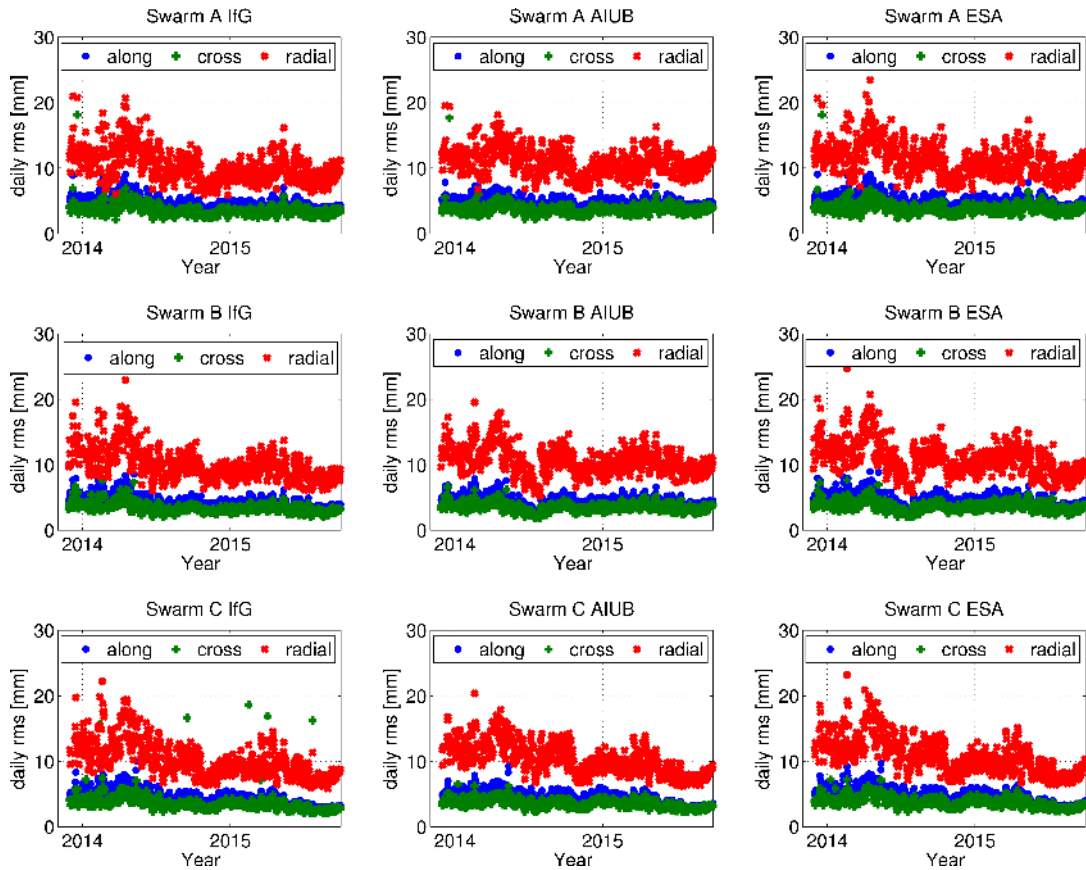 Swarm A IfG
daily rms [mm]
30
20
10
0
along cross radial
2014 2015
Year
Swarm A AIUB
daily rms [mm]
30
20
10
0
along cross radial
2014 2015
Year
Swarm A ESA
daily rms [mm]
30
20
10
0
along cross radial
2014 2015
Year
Swarm B IfG
daily rms [mm]
30
20
10
0
along cross radial
2014 2015
Year
Swarm B AIUB
daily rms [mm]
30
20
10
0
along cross radial
2014 2015
Year
Swarm B ESA
daily rms [mm]
30
20
10
0
along cross radial
2014 2015
Year
Swarm C IfG
daily rms [mm]
30
20
10
0
along cross radial
2014 2015
Year
Swarm C AIUB
daily rms [mm]
30
20
10
0
along cross radial
2014 2015
Year
Swarm C ESA
daily rms [mm]
30
20
10
0
along cross radial
2014 2015
Year